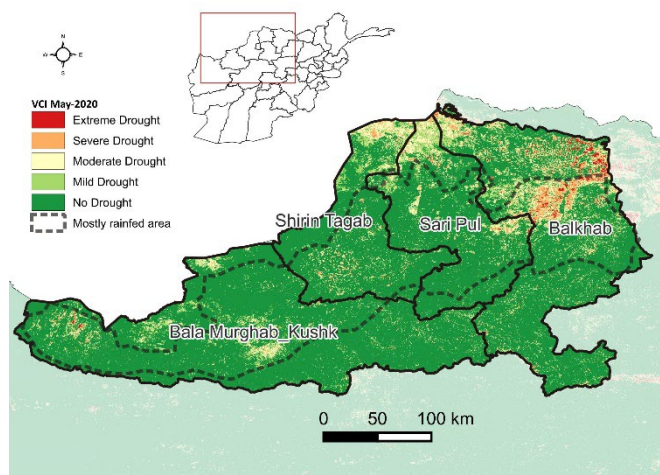 N
W
E
S
VCI May-2020
Extreme Drought
Severe Drought
Moderate Drought
Mild Drought
No Drought
Mostly rainfed area
Shirin Tagab
Sari Pul
Balkhab
Bala Murghab_Kushk
0 50 100 km